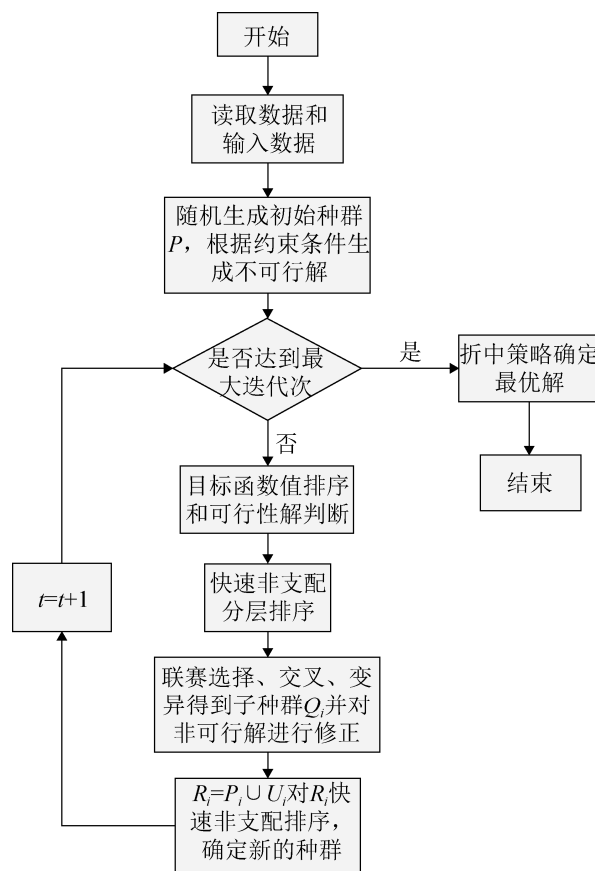 开始
读取数据和
输入数据
随机生成初始种群
P，根据约束条件生
成不可行解
是否达到最
大迭代次
是
折中策略确定
最优解
结束
否
目标函数值排序
和可行性解判断
快速非支配
分层排序
t=t+1
联赛选择、交叉、变
异得到子种群Qi并对
非可行解进行修正
Ri=Pi∪Ui对Ri快
速非支配排序，
确定新的种群